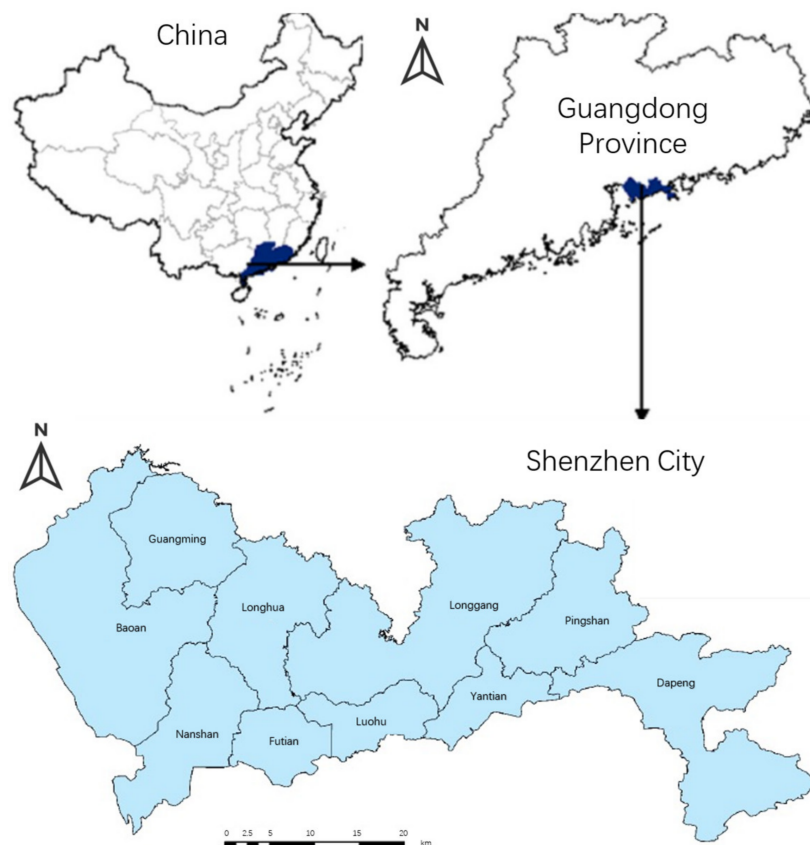 China
N
Guangdong
Province
N
Shenzhen City
Guangming
Longhua
Longgang
Baoan
Pingshan
Dapeng
Yantian
Nanshan
Futian
Luohu
0 2.5 5 10 15 20
km